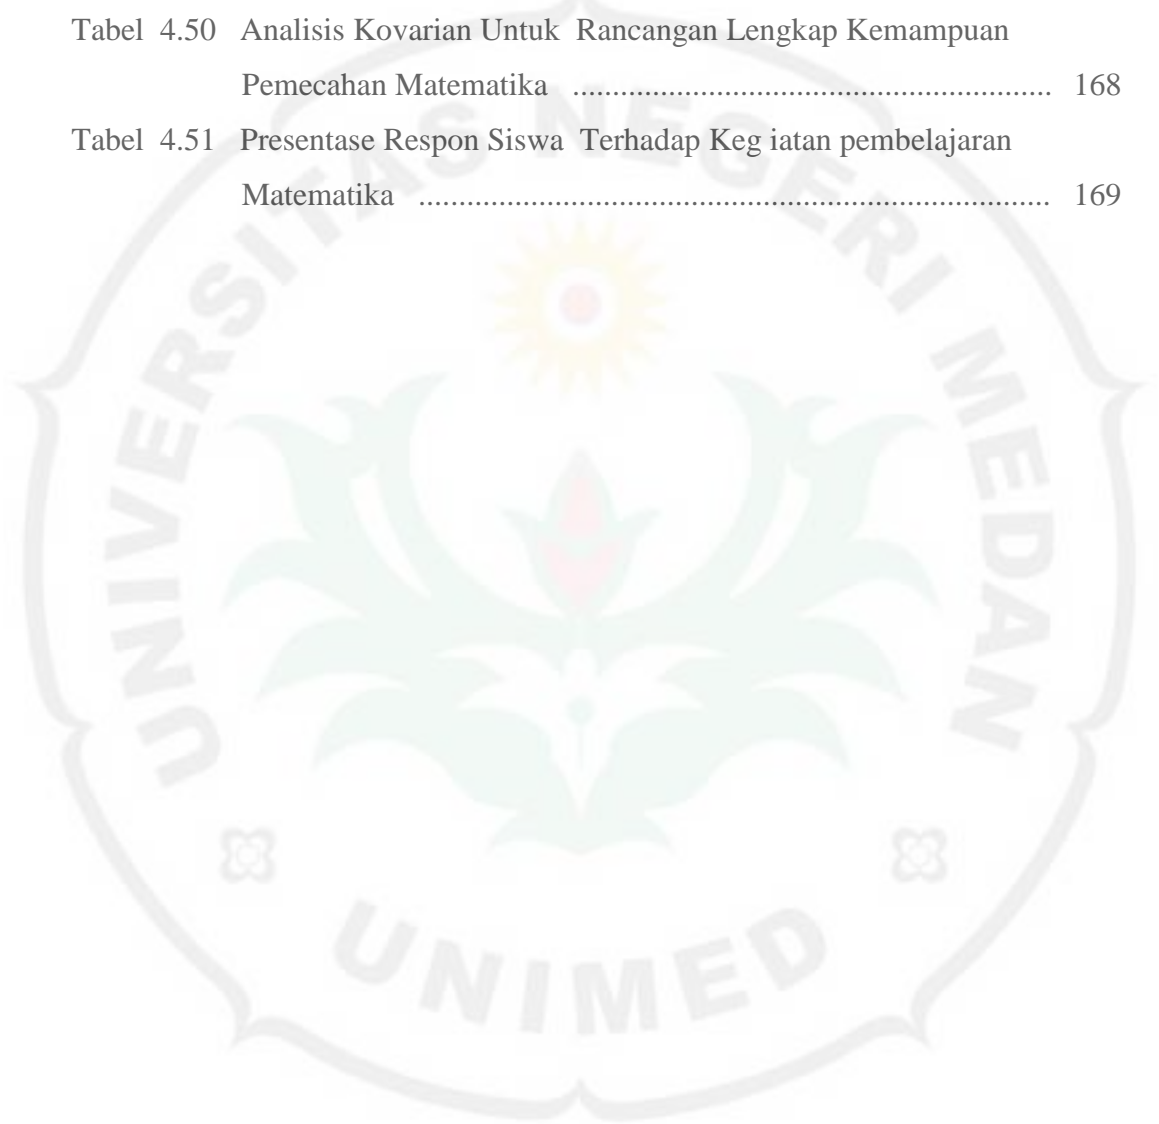 Tabel 4.50 Analisis Kovarian Untuk Rancangan Lengkap Kemampuan
Pemecahan Matematika ........................................................... 168
Tabel 4.51 Presentase Respon Siswa Terhadap Keg iatan pembelajaran
Matematika .............................................................................. 169
UNIVERSITAS NEGERI MEDAN
UNIMED